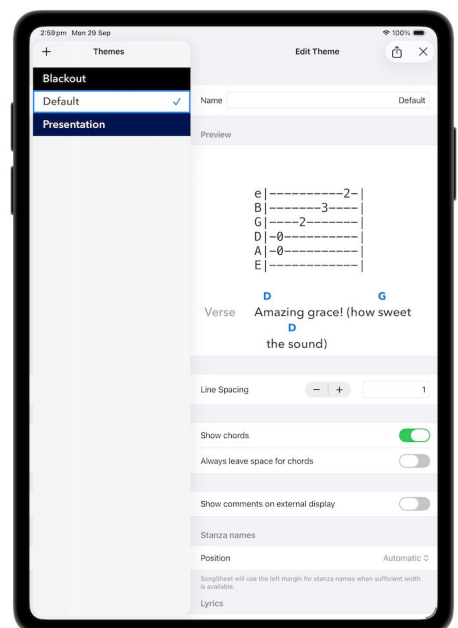 2:59 pm Mon 29 Sep
100%
Themes
Edit Theme
Blackout
Default
Presentation
Name
Default
Preview
e|----------2-|
B|-------3----|
G|----2-------|
D|-0----------|
A|-0----------|
E|------------|
D G
Verse Amazing grace! (how sweet
D
the sound)
Line Spacing
− +
1
Show chords
Always leave space for chords
Show comments on external display
Stanza names
Position
Automatic
SongSheet will use the left margin for stanza names when sufficient width
is available.
Lyrics